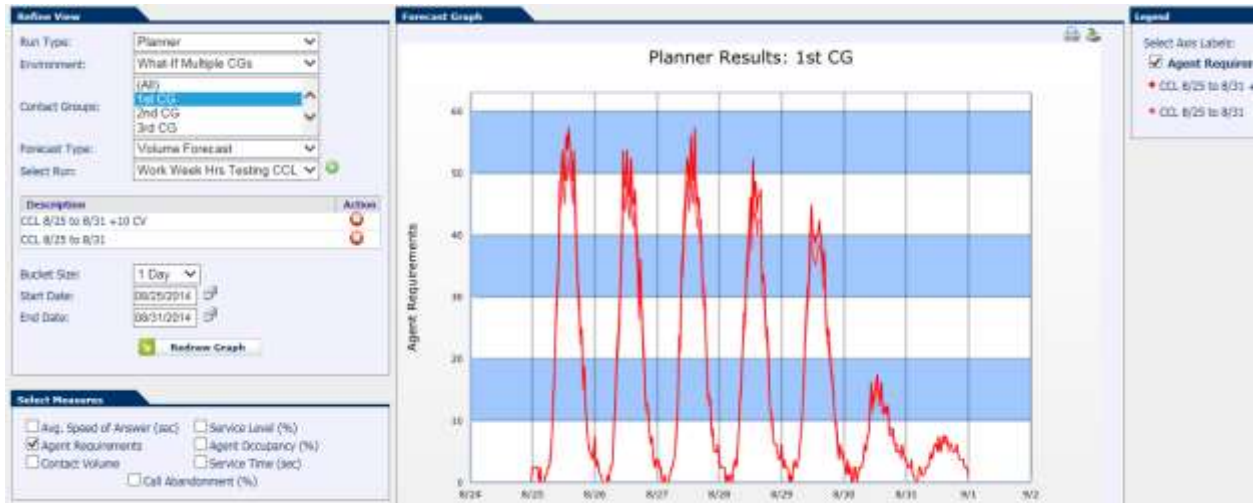 Refine View
Run Type: Planner
Environment: What-If Multiple CGs
Contact Groups:
(All)
1st CG
2nd CG
3rd CG
Forecast Type: Volume Forecast
Select Run: Work Week Hrs Testing CCL
Description Action
CCL 8/25 to 8/31 +10 CV
CCL 8/25 to 8/31
Bucket Size: 1 Day
Start Date: 08/25/2014
End Date: 08/31/2014
Redraw Graph
Select Measures
Avg. Speed of Answer (sec) Service Level (%)
Agent Requirements Agent Occupancy (%)
Contact Volume Service Time (sec)
Call Abandonment (%)
Forecast Graph
Planner Results: 1st CG
Agent Requirements
60
50
40
30
20
10
0
8/24 8/25 8/26 8/27 8/28 8/29 8/30 8/31 9/1 9/2
Legend
Select Axis Labels:
Agent Requirem
CCL 8/25 to 8/31 +
CCL 8/25 to 8/31